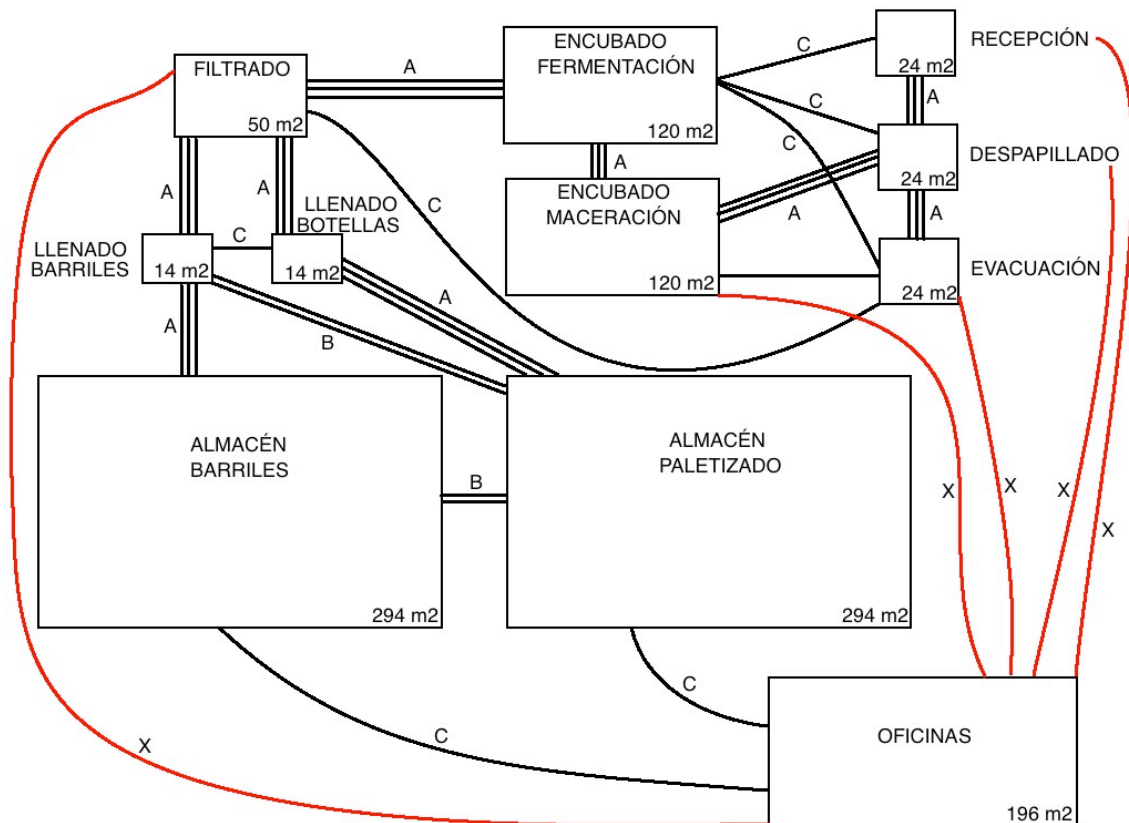 ENCUBADO
FERMENTACIÓN
120 m2
C
RECEPCIÓN
24 m2
FILTRADO
50 m2
A
C
A
C
DESPAPILLADO
24 m2
A
A
A
ENCUBADO
MACERACIÓN
120 m2
A
A
LLENADO
BOTELLAS
14 m2
C
C
LLENADO
BARRILES
14 m2
EVACUACIÓN
24 m2
A
B
A
ALMACÉN
BARRILES
294 m2
B
ALMACÉN
PALETIZADO
294 m2
X
X
X
X
C
C
X
OFICINAS
196 m2